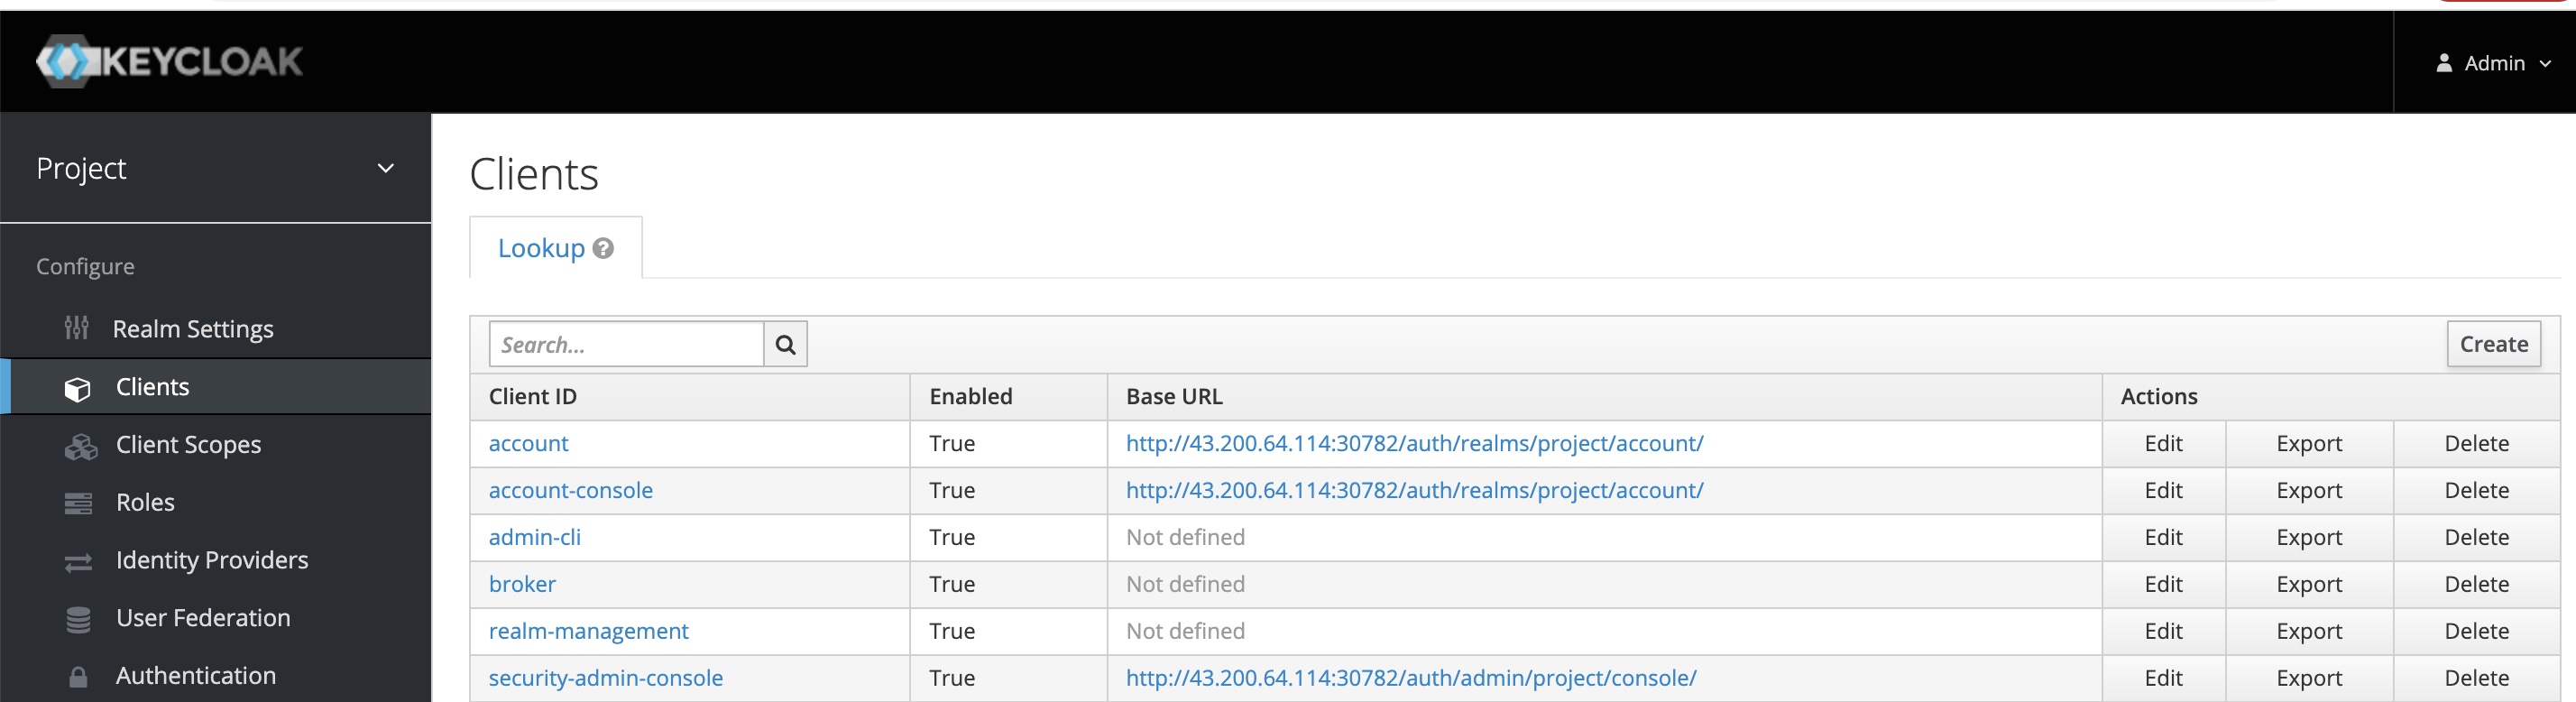 KEYCLOAK
Admin
Project
Configure
Realm Settings
Clients
Client Scopes
Roles
Identity Providers
User Federation
Authentication
Clients
Lookup ?
Search...
Create
Client ID Enabled Base URL Actions
account True http://43.200.64.114:30782/auth/realms/project/account/ Edit Export Delete
account-console True http://43.200.64.114:30782/auth/realms/project/account/ Edit Export Delete
admin-cli True Not defined Edit Export Delete
broker True Not defined Edit Export Delete
realm-management True Not defined Edit Export Delete
security-admin-console True http://43.200.64.114:30782/auth/admin/project/console/ Edit Export Delete